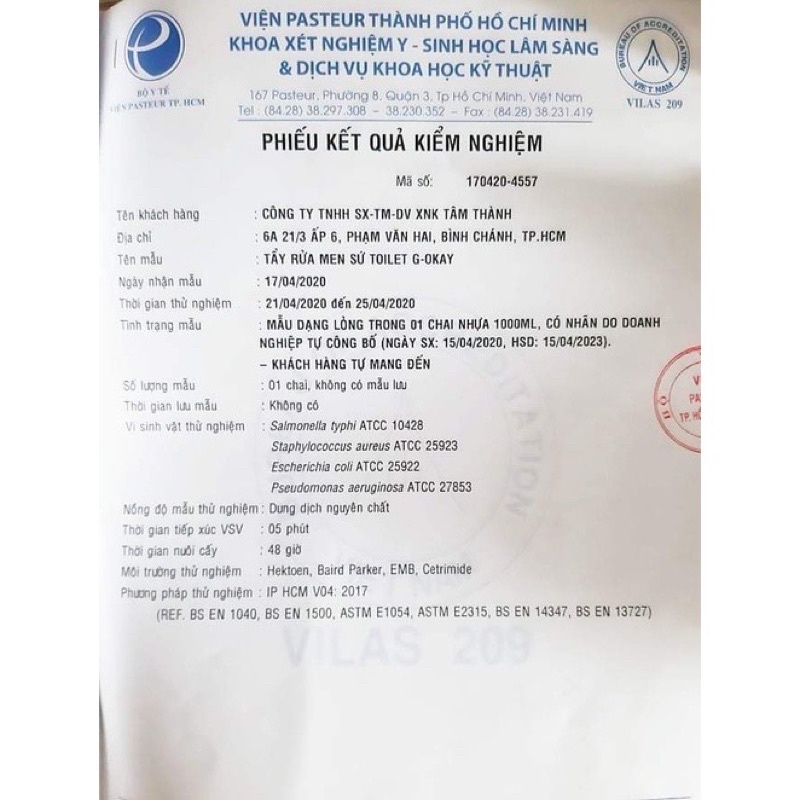 VIỆN PASTEUR THÀNH PHỐ HỒ CHÍ MINH
KHOA XÉT NGHIỆM Y - SINH HỌC LÂM SÀNG
& DỊCH VỤ KHOA HỌC KỸ THUẬT
167 Pasteur, Phường 8, Quận 3, Tp Hồ Chí Minh, Việt Nam
Tel : (84.28) 38.297.308 – 38.230.352 – Fax : (84.28) 38.231.419
BỘ Y TẾ
VIỆN PASTEUR TP. HCM
BUREAU OF ACCREDITATION
VIET NAM
VILAS 209
PHIẾU KẾT QUẢ KIỂM NGHIỆM
Mã số: 170420-4557
Tên khách hàng : CÔNG TY TNHH SX-TM-DV XNK TÂM THÀNH
Địa chỉ : 6A 21/3 ẤP 6, PHẠM VĂN HAI, BÌNH CHÁNH, TP.HCM
Tên mẫu : TẨY RỬA MEN SỨ TOILET G-OKAY
Ngày nhận mẫu : 17/04/2020
Thời gian thử nghiệm : 21/04/2020 đến 25/04/2020
Tình trạng mẫu : MẪU DẠNG LỎNG TRONG 01 CHAI NHỰA 1000ML, CÓ NHÃN DO DOANH
NGHIỆP TỰ CÔNG BỐ (NGÀY SX: 15/04/2020, HSD: 15/04/2023).
– KHÁCH HÀNG TỰ MANG ĐẾN
Số lượng mẫu : 01 chai, không có mẫu lưu
Thời gian lưu mẫu : Không có
Vi sinh vật thử nghiệm : Salmonella typhi ATCC 10428
Staphylococcus aureus ATCC 25923
Escherichia coli ATCC 25922
Pseudomonas aeruginosa ATCC 27853
Nồng độ mẫu thử nghiệm : Dung dịch nguyên chất
Thời gian tiếp xúc VSV : 05 phút
Thời gian nuôi cấy : 48 giờ
Môi trường thử nghiệm : Hektoen, Baird Parker, EMB, Cetrimide
Phương pháp thử nghiệm : IP HCM V04: 2017
(REF. BS EN 1040, BS EN 1500, ASTM E1054, ASTM E2315, BS EN 14347, BS EN 13727)
VILAS 209